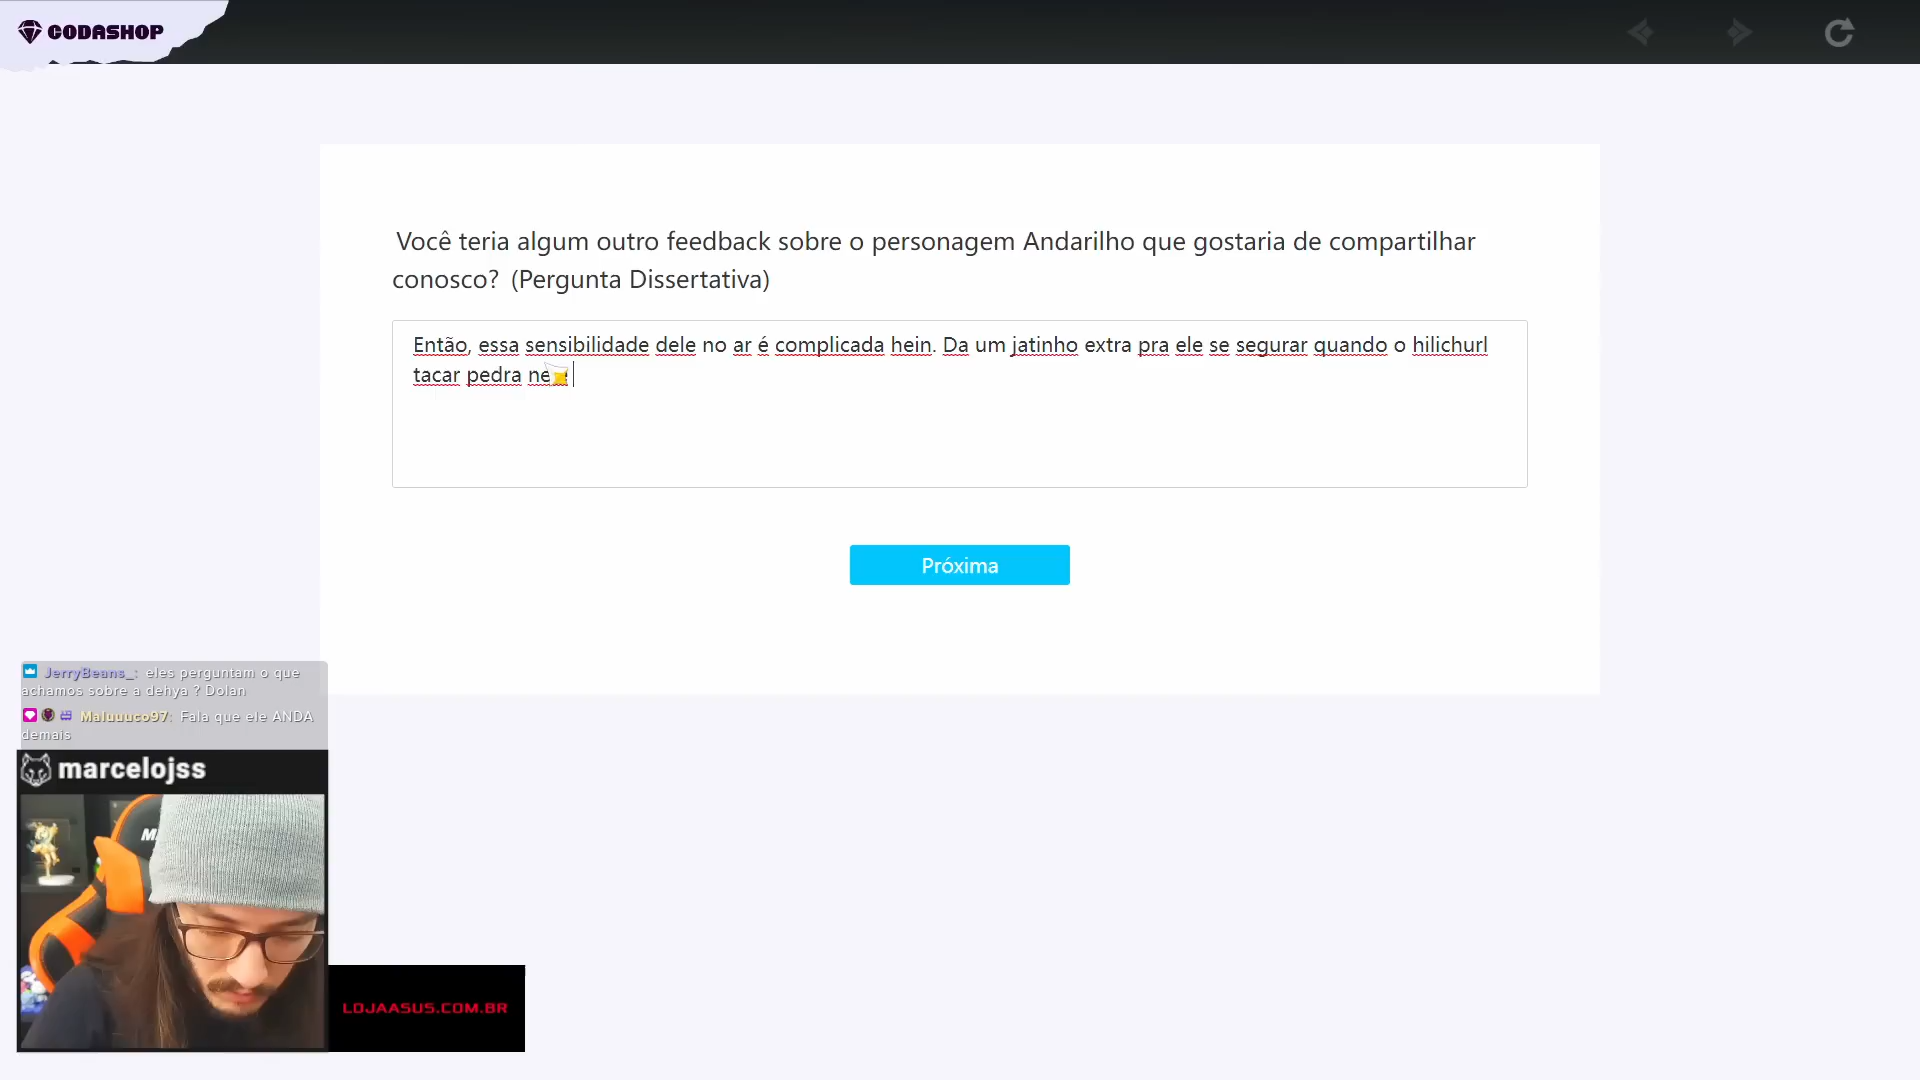 CODASHOP
Você teria algum outro feedback sobre o personagem Andarilho que gostaria de compartilhar
conosco? (Pergunta Dissertativa)
Então, essa sensibilidade dele no ar é complicada hein. Da um jatinho extra pra ele se segurar quando o hilichurl
tacar pedra
Próxima
JerryBeans_: eles perguntam o que
achamos sobre a dehya ? Dolan
Maluuuco97: Fala que ele ANDA
demais
marcelojss
LOJAASUS.COM.BR